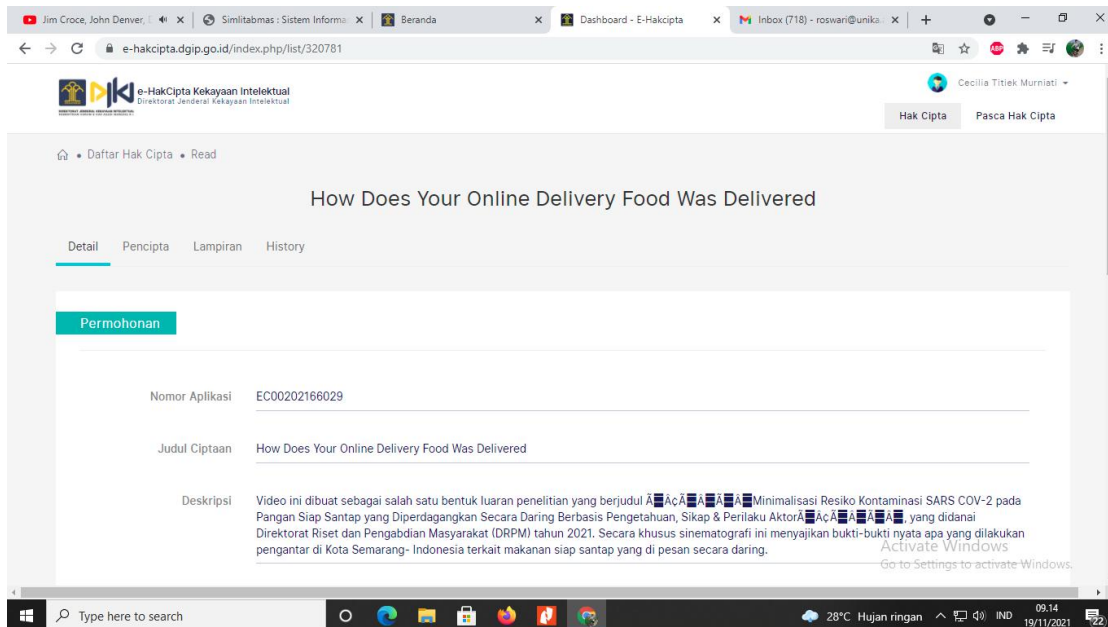 Jim Croce, John Denver,
Simlitabmas : Sistem Informa
Beranda
Dashboard - E-Hakcipta
Inbox (718) - roswari@unika.
e-hakcipta.dgip.go.id/index.php/list/320781
ABP
e-HakCipta Kekayaan Intelektual
Direktorat Jenderal Kekayaan Intelektual
Cecilia Titiek Murniati
Hak Cipta Pasca Hak Cipta
Daftar Hak Cipta • Read
How Does Your Online Delivery Food Was Delivered
Detail Pencipta Lampiran History
Permohonan
Nomor Aplikasi EC00202166029
Judul Ciptaan How Does Your Online Delivery Food Was Delivered
Deskripsi Video ini dibuat sebagai salah satu bentuk luaran penelitian yang berjudul Minimalisasi Resiko Kontaminasi SARS COV-2 pada
Pangan Siap Santap yang Diperdagangkan Secara Daring Berbasis Pengetahuan, Sikap & Perilaku Aktor, yang didanai
Direktorat Riset dan Pengabdian Masyarakat (DRPM) tahun 2021. Secara khusus sinematografi ini menyajikan bukti-bukti nyata apa yang dilakukan
pengantar di Kota Semarang- Indonesia terkait makanan siap santap yang di pesan secara daring.
Activate Windows
Go to Settings to activate Windows.
Type here to search
28°C Hujan ringan
IND
09.14
19/11/2021
22